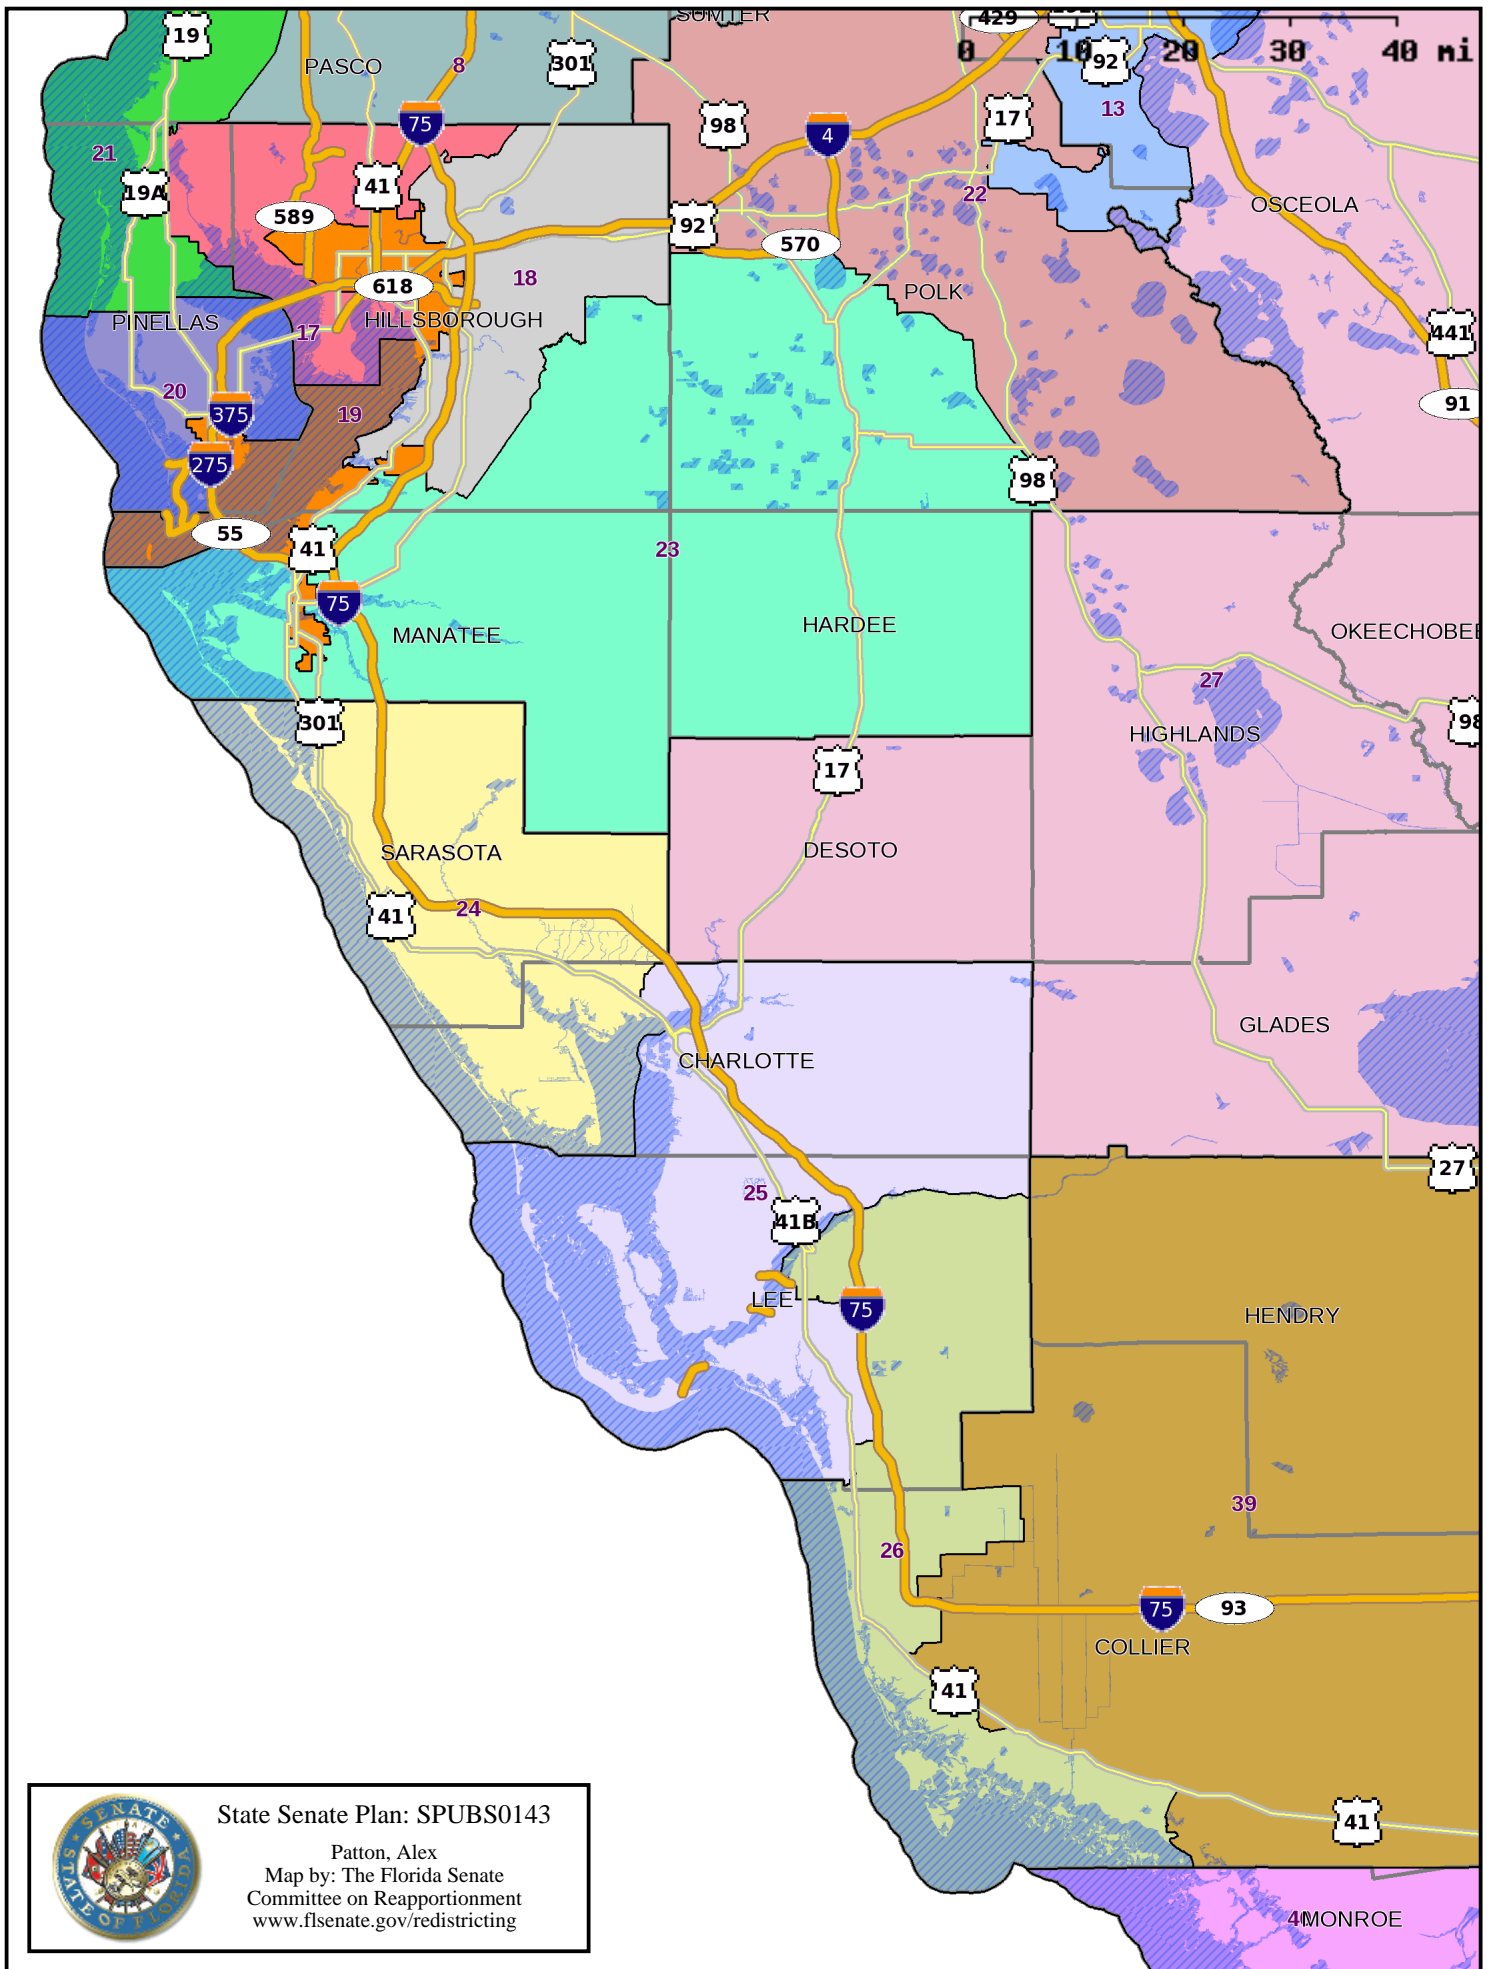 SUMTER
429
0 10 20 30 40 mi
19
PASCO
8
301
92
98
75
4
17
13
21
19A
41
589
22
OSCEOLA
92
570
18
618
POLK
PINELLAS
17
HILLSBOROUGH
441
20
375
19
91
275
98
55
41
23
75
MANATEE
HARDEE
OKEECHOBEE
27
301
98
HIGHLANDS
17
SARASOTA
DESOTO
41
24
GLADES
CHARLOTTE
27
25
41B
LEE
75
HENDRY
39
26
75
93
COLLIER
41
41
MONROE
SENATE
STATE OF FLORIDA
State Senate Plan: SPUBS0143
Patton, Alex
Map by: The Florida Senate
Committee on Reapportionment
www.flsenate.gov/redistricting